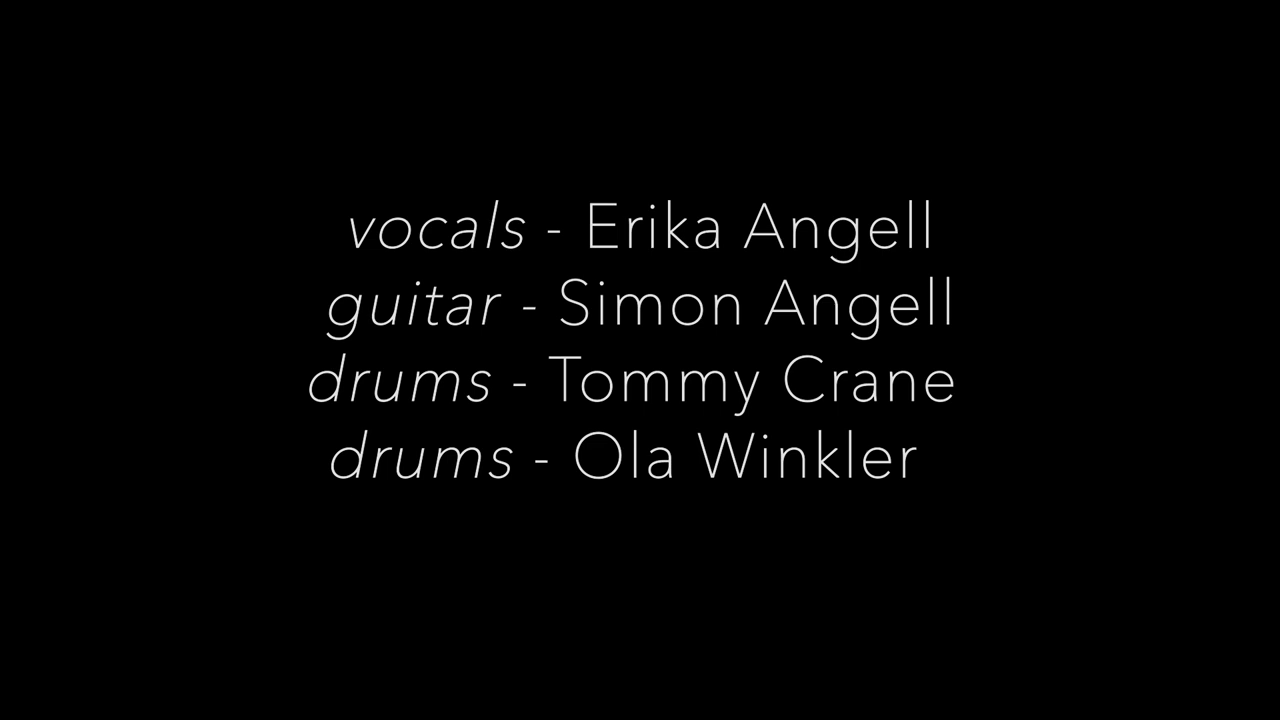 vocals - Erika Angell
guitar - Simon Angell
drums - Tommy Crane
drums - Ola Winkler